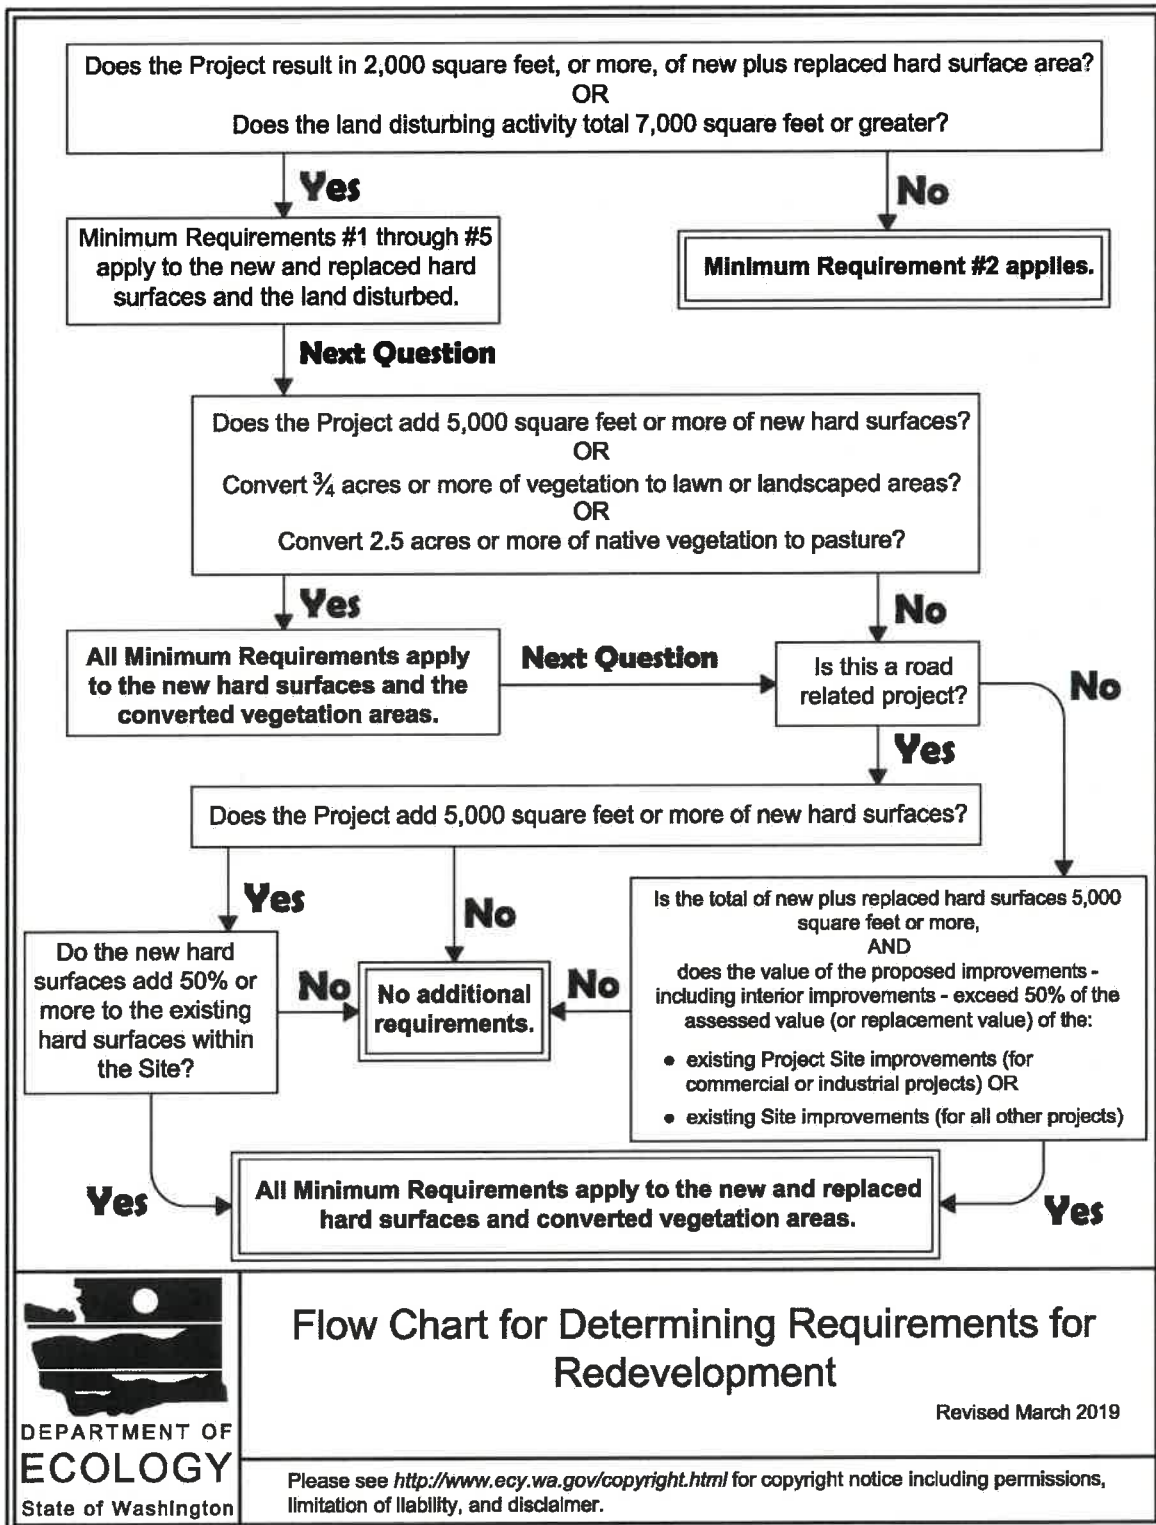 Does the Project result in 2,000 square feet, or more, of new plus replaced hard surface area?
OR
Does the land disturbing activity total 7,000 square feet or greater?
Yes
No
Minimum Requirements #1 through #5
apply to the new and replaced hard
surfaces and the land disturbed.
Minimum Requirement #2 applies.
Next Question
Does the Project add 5,000 square feet or more of new hard surfaces?
OR
Convert ¾ acres or more of vegetation to lawn or landscaped areas?
OR
Convert 2.5 acres or more of native vegetation to pasture?
Yes
No
All Minimum Requirements apply
to the new hard surfaces and the
converted vegetation areas.
Next Question
Is this a road
related project?
No
Yes
Does the Project add 5,000 square feet or more of new hard surfaces?
Yes
No
Do the new hard
surfaces add 50% or
more to the existing
hard surfaces within
the Site?
No
No additional
requirements.
No
Is the total of new plus replaced hard surfaces 5,000
square feet or more,
AND
does the value of the proposed improvements -
including interior improvements - exceed 50% of the
assessed value (or replacement value) of the:
• existing Project Site improvements (for
commercial or industrial projects) OR
• existing Site improvements (for all other projects)
Yes
All Minimum Requirements apply to the new and replaced
hard surfaces and converted vegetation areas.
Yes
DEPARTMENT OF
ECOLOGY
State of Washington
Flow Chart for Determining Requirements for
Redevelopment
Revised March 2019
Please see http://www.ecy.wa.gov/copyright.html for copyright notice including permissions,
limitation of liability, and disclaimer.